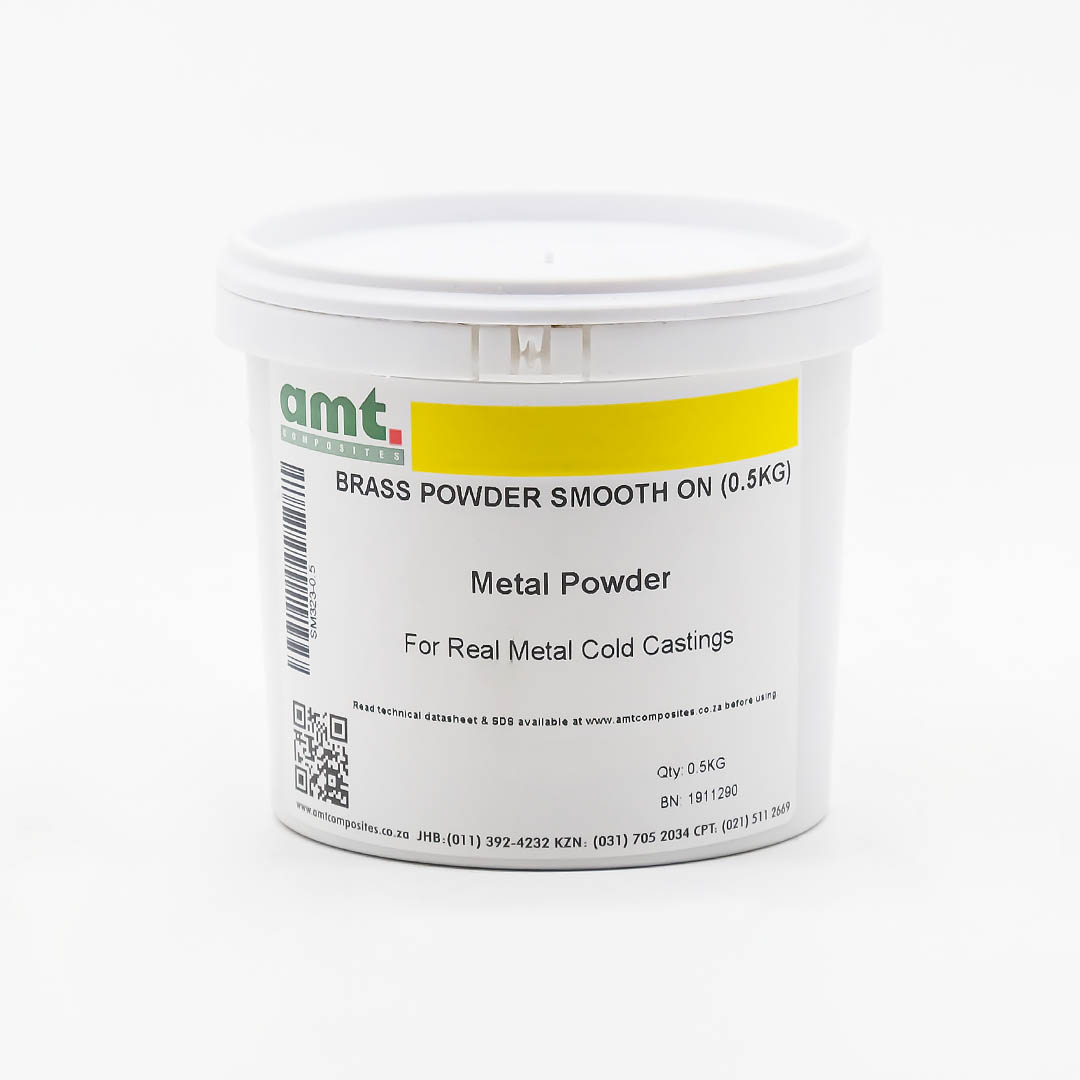 amt.
COMPOSITES
BRASS POWDER SMOOTH ON (0.5KG)
SM323-0.5
Metal Powder
For Real Metal Cold Castings
Read technical datasheet & SDS available at www.amtcomposites.co.za before using
Qty: 0.5KG
BN: 1911290
www.amtcomposites.co.za JHB:(011) 392-4232 KZN: (031) 705 2034 CPT: (021) 511 2669